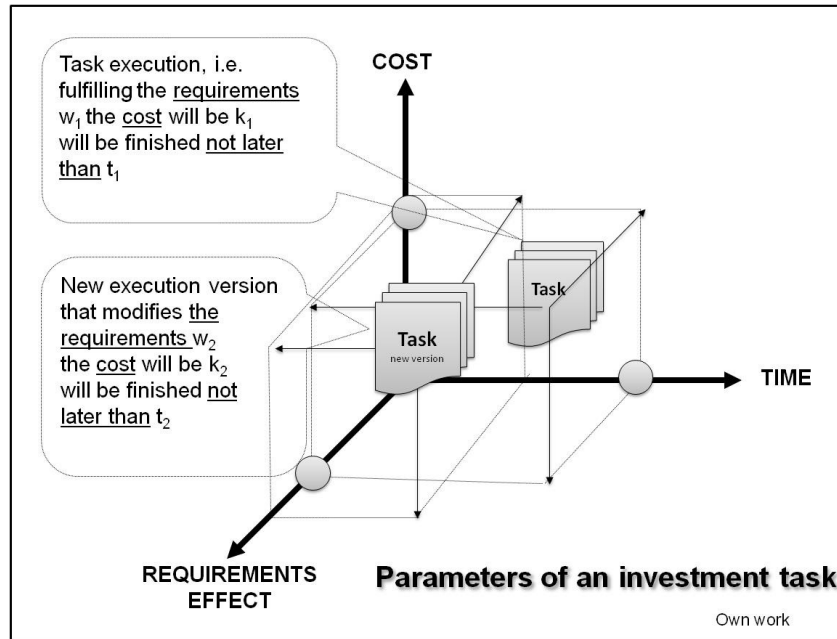 Task execution, i.e.
fulfilling the requirements
w₁ the cost will be k₁
will be finished not later
than t₁
COST
New execution version
that modifies the
requirements w₂
the cost will be k₂
will be finished not
later than t₂
Task
Task
new version
TIME
REQUIREMENTS
EFFECT
Parameters of an investment task
Own work